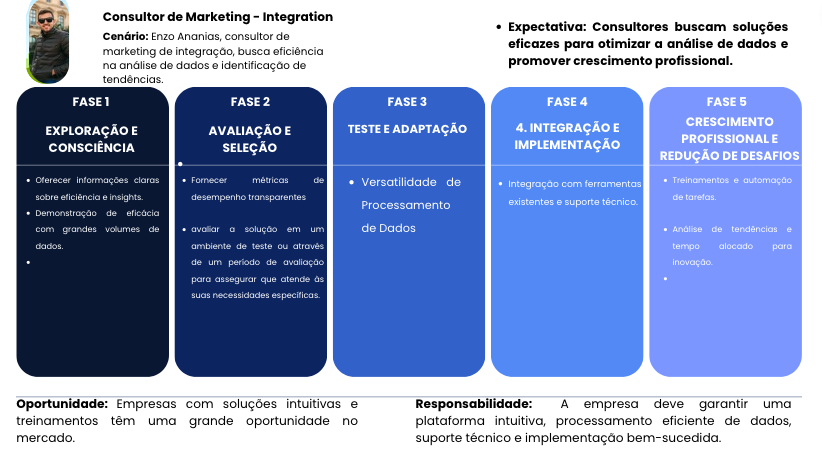 Consultor de Marketing - Integration
Cenário: Enzo Ananias, consultor de
marketing de integração, busca eficiência
na análise de dados e identificação de
tendências.
• Expectativa: Consultores buscam soluções
eficazes para otimizar a análise de dados e
promover crescimento profissional.
FASE 1
EXPLORAÇÃO E
CONSCIÊNCIA
• Oferecer informações claras
sobre eficiência e insights.
• Demonstração de eficácia
com grandes volumes de
dados.
•
FASE 2
AVALIAÇÃO E
SELEÇÃO
•
• Fornecer métricas de
desempenho transparentes
• avaliar a solução em um
ambiente de teste ou através
de um período de avaliação
para assegurar que atende às
suas necessidades específicas.
FASE 3
TESTE E ADAPTAÇÃO
• Versatilidade de
Processamento
de Dados
FASE 4
4. INTEGRAÇÃO E
IMPLEMENTAÇÃO
• Integração com ferramentas
existentes e suporte técnico.
FASE 5
CRESCIMENTO
PROFISSIONAL E
REDUÇÃO DE DESAFIOS
• Treinamentos e automação
de tarefas.
• Análise de tendências e
tempo alocado para
inovação.
•
Oportunidade: Empresas com soluções intuitivas e
treinamentos têm uma grande oportunidade no
mercado.
Responsabilidade: A empresa deve garantir uma
plataforma intuitiva, processamento eficiente de dados,
suporte técnico e implementação bem-sucedida.